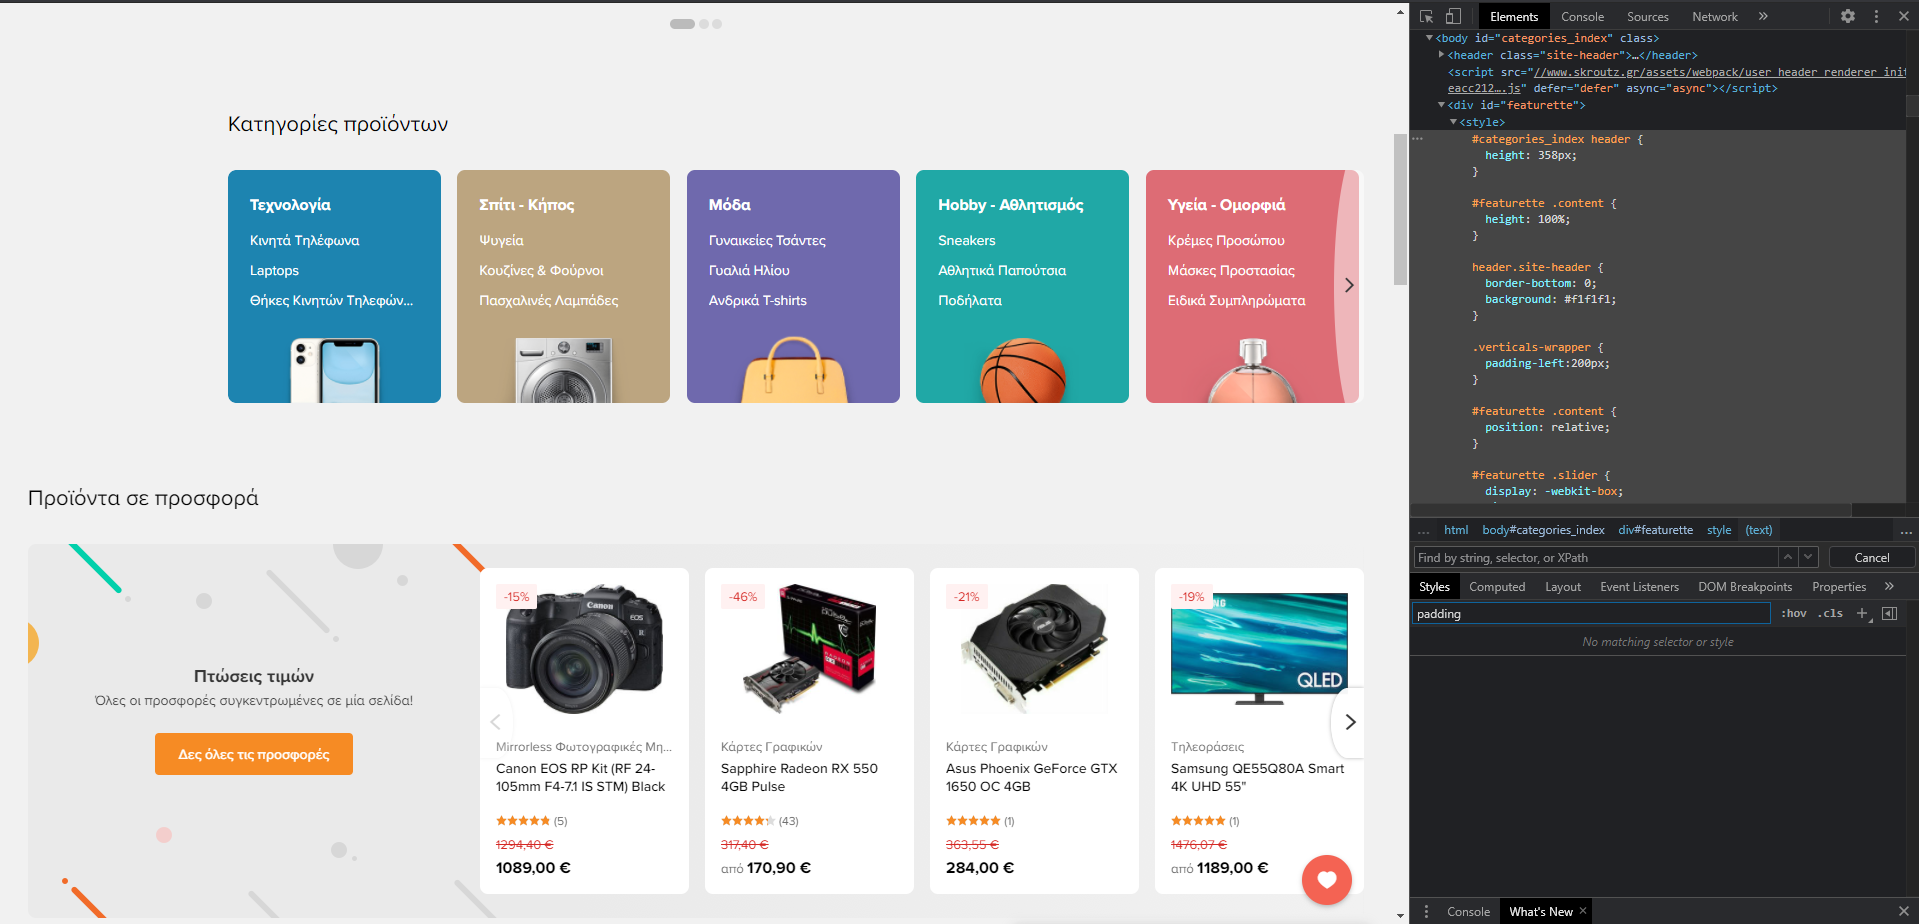 Κατηγορίες προϊόντων
Τεχνολογία
Κινητά Τηλέφωνα
Laptops
Θήκες Κινητών Τηλεφών...
Σπίτι - Κήπος
Ψυγεία
Κουζίνες & Φούρνοι
Πασχαλινές Λαμπάδες
Μόδα
Γυναικείες Τσάντες
Γυαλιά Ηλίου
Ανδρικά T-shirts
Hobby - Αθλητισμός
Sneakers
Αθλητικά Παπούτσια
Ποδήλατα
Υγεία - Ομορφιά
Κρέμες Προσώπου
Μάσκες Προστασίας
Ειδικά Συμπληρώματα
Προϊόντα σε προσφορά
Πτώσεις τιμών
Όλες οι προσφορές συγκεντρωμένες σε μία σελίδα!
Δες όλες τις προσφορές
-15%
Canon
EOS
Mirrorless Φωτογραφικές Μη...
Canon EOS RP Kit (RF 24-
105mm F4-7.1 IS STM) Black
(5)
1294,40 €
1089,00 €
-46%
Κάρτες Γραφικών
Sapphire Radeon RX 550
4GB Pulse
(43)
317,40 €
από 170,90 €
-21%
Κάρτες Γραφικών
Asus Phoenix GeForce GTX
1650 OC 4GB
(1)
363,55 €
284,00 €
-19%
QLED
Τηλεοράσεις
Samsung QE55Q80A Smart
4K UHD 55"
(1)
1476,07 €
από 1189,00 €
Elements Console Sources Network »
<body id="categories_index" class>
<header class="site-header">…</header>
<script src="//www.skroutz.gr/assets/webpack/user_header_renderer_init
eacc212….js" defer="defer" async="async"></script>
<div id="featurette">
<style>
#categories_index header {
height: 358px;
}
#featurette .content {
height: 100%;
}
header.site-header {
border-bottom: 0;
background: #f1f1f1;
}
.verticals-wrapper {
padding-left:200px;
}
#featurette .content {
position: relative;
}
#featurette .slider {
display: -webkit-box;
... html body#categories_index div#featurette style (text) ...
Find by string, selector, or XPath
Cancel
Styles Computed Layout Event Listeners DOM Breakpoints Properties »
padding
:hov .cls +
No matching selector or style
Console What's New ×